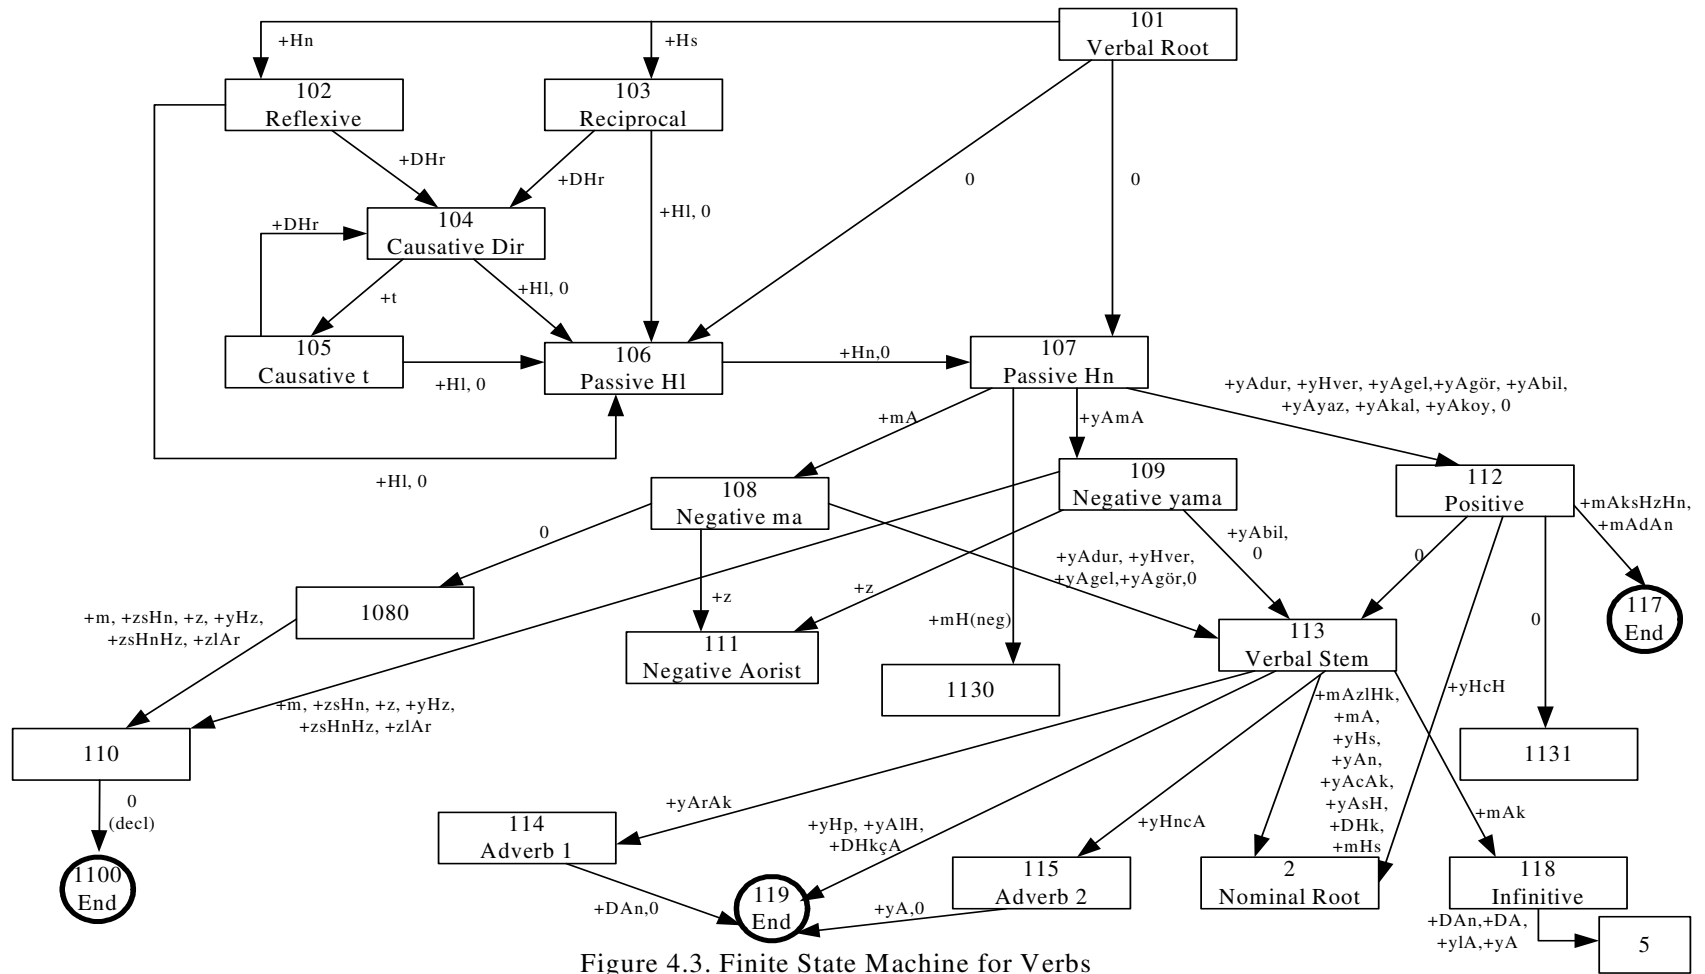 101
Verbal Root
+Hn
+Hs
102
Reflexive
103
Reciprocal
+DHr
+DHr
0
0
+Hl, 0
104
Causative Dir
+DHr
+t
+Hl, 0
105
Causative t
+Hl, 0
106
Passive Hl
+Hn,0
107
Passive Hn
+Hl, 0
+mA
+yAmA
+yAdur, +yHver, +yAgel,+yAgör, +yAbil,
+yAyaz, +yAkal, +yAkoy, 0
108
Negative ma
109
Negative yama
112
Positive
+mAksHzHn,
+mAdAn
0
+yAdur, +yHver,
+yAgel,+yAgör,0
+yAbil,
0
0
+z
+z
+mH(neg)
0
117
End
1080
+m, +zsHn, +z, +yHz,
+zsHnHz, +zlAr
111
Negative Aorist
1130
113
Verbal Stem
+yHcH
1131
+m, +zsHn, +z, +yHz,
+zsHnHz, +zlAr
110
0
(decl)
1100
End
+yArAk
114
Adverb 1
+yHp, +yAlH,
+DHkçA
+yHncA
+mAzlHk,
+mA,
+yHs,
+yAn,
+yAcAk,
+yAsH,
+DHk,
+mHs
+mAk
115
Adverb 2
2
Nominal Root
118
Infinitive
+DAn,0
119
End
+yA,0
+DAn,+DA,
+ylA,+yA
5
Figure 4.3. Finite State Machine for Verbs